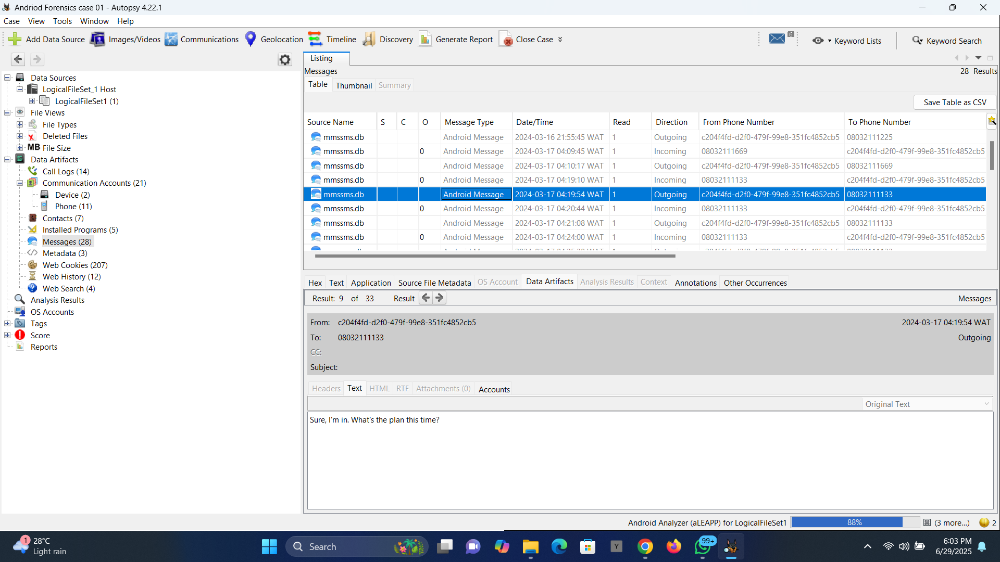 Andriod Forensics case 01 - Autopsy 4.22.1
Case View Tools Window Help
Add Data Source Images/Videos Communications Geolocation Timeline Discovery Generate Report Close Case 6 Keyword Lists Keyword Search
Data Sources
LogicalFileSet_1 Host
LogicalFileSet1 (1)
File Views
File Types
Deleted Files
MB File Size
Data Artifacts
Call Logs (14)
Communication Accounts (21)
Device (2)
Phone (11)
Contacts (7)
Installed Programs (5)
Messages (28)
Metadata (3)
Web Cookies (207)
Web History (12)
Web Search (4)
Analysis Results
OS Accounts
Tags
Score
Reports
Listing
Messages 28 Results
Table Thumbnail Summary
Save Table as CSV
Source Name S C O Message Type Date/Time Read Direction From Phone Number To Phone Number
mmssms.db Android Message 2024-03-16 21:55:45 WAT 1 Outgoing c204f4fd-d2f0-479f-99e8-351fc4852cb5 08032111225
mmssms.db 0 Android Message 2024-03-17 04:09:45 WAT 1 Incoming 08032111669 c204f4fd-d2f0-479f-99e8-351fc4852cb5
mmssms.db Android Message 2024-03-17 04:10:17 WAT 1 Outgoing c204f4fd-d2f0-479f-99e8-351fc4852cb5 08032111669
mmssms.db 0 Android Message 2024-03-17 04:19:10 WAT 1 Incoming 08032111133 c204f4fd-d2f0-479f-99e8-351fc4852cb5
mmssms.db Android Message 2024-03-17 04:19:54 WAT 1 Outgoing c204f4fd-d2f0-479f-99e8-351fc4852cb5 08032111133
mmssms.db 0 Android Message 2024-03-17 04:20:44 WAT 1 Incoming 08032111133 c204f4fd-d2f0-479f-99e8-351fc4852cb5
mmssms.db Android Message 2024-03-17 04:21:08 WAT 1 Outgoing c204f4fd-d2f0-479f-99e8-351fc4852cb5 08032111133
mmssms.db 0 Android Message 2024-03-17 04:24:00 WAT 1 Incoming 08032111133 c204f4fd-d2f0-479f-99e8-351fc4852cb5
Hex Text Application Source File Metadata OS Account Data Artifacts Analysis Results Context Annotations Other Occurrences
Result: 9 of 33 Result Messages
From: c204f4fd-d2f0-479f-99e8-351fc4852cb5 2024-03-17 04:19:54 WAT
To: 08032111133 Outgoing
CC:
Subject:
Headers Text HTML RTF Attachments (0) Accounts
Original Text
Sure, I'm in. What's the plan this time?
Android Analyzer (aLEAPP) for LogicalFileSet1 88% (3 more...) 2
1 28°C
Light rain
Search
Y
99+
6:03 PM
6/29/2025